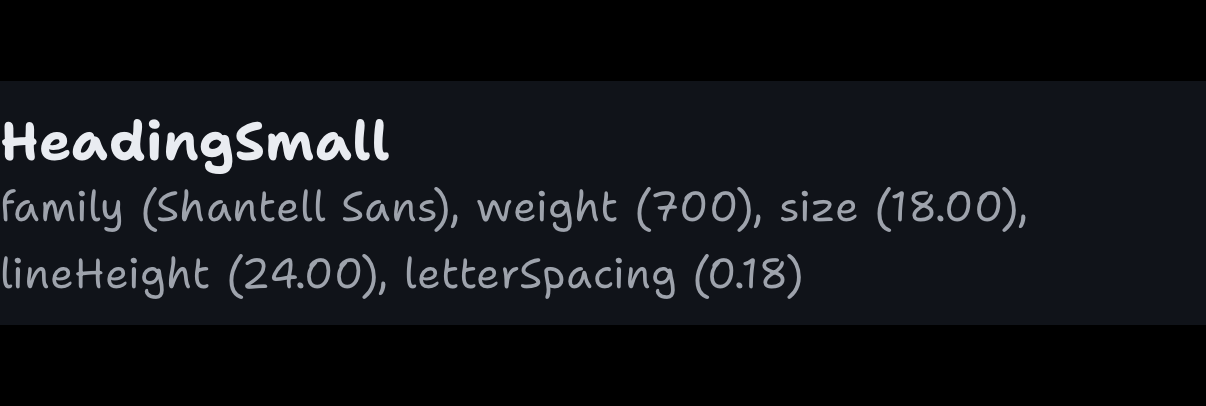 HeadingSmall
family (Shantell Sans), weight (700), size (18.00),
lineHeight (24.00), letterSpacing (0.18)